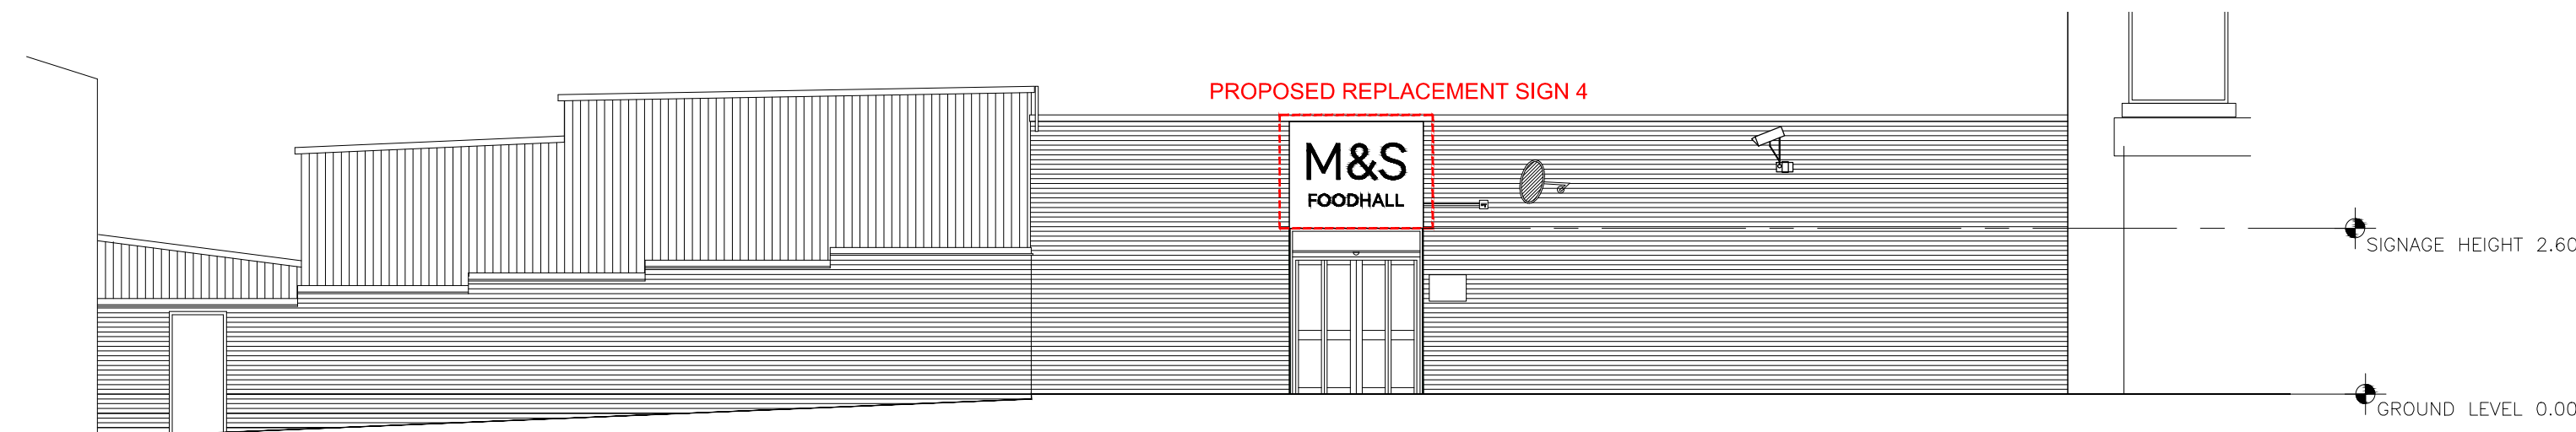 PROPOSED REPLACEMENT SIGN 4
M&S
FOODHALL
SIGNAGE HEIGHT 2.60
GROUND LEVEL 0.00